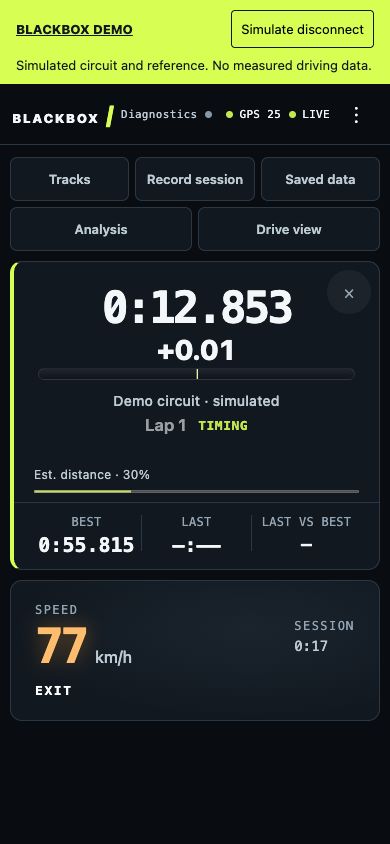 BLACKBOX DEMO
Simulate disconnect
Simulated circuit and reference. No measured driving data.
BLACKBOX / Diagnostics GPS 25 LIVE
Tracks Record session Saved data
Analysis Drive view
×
0:12.853
+0.01
Demo circuit · simulated
Lap 1 TIMING
Est. distance · 30%
BEST LAST LAST VS BEST
0:55.815 —:—— —
SPEED
77 km/h
SESSION
0:17
EXIT